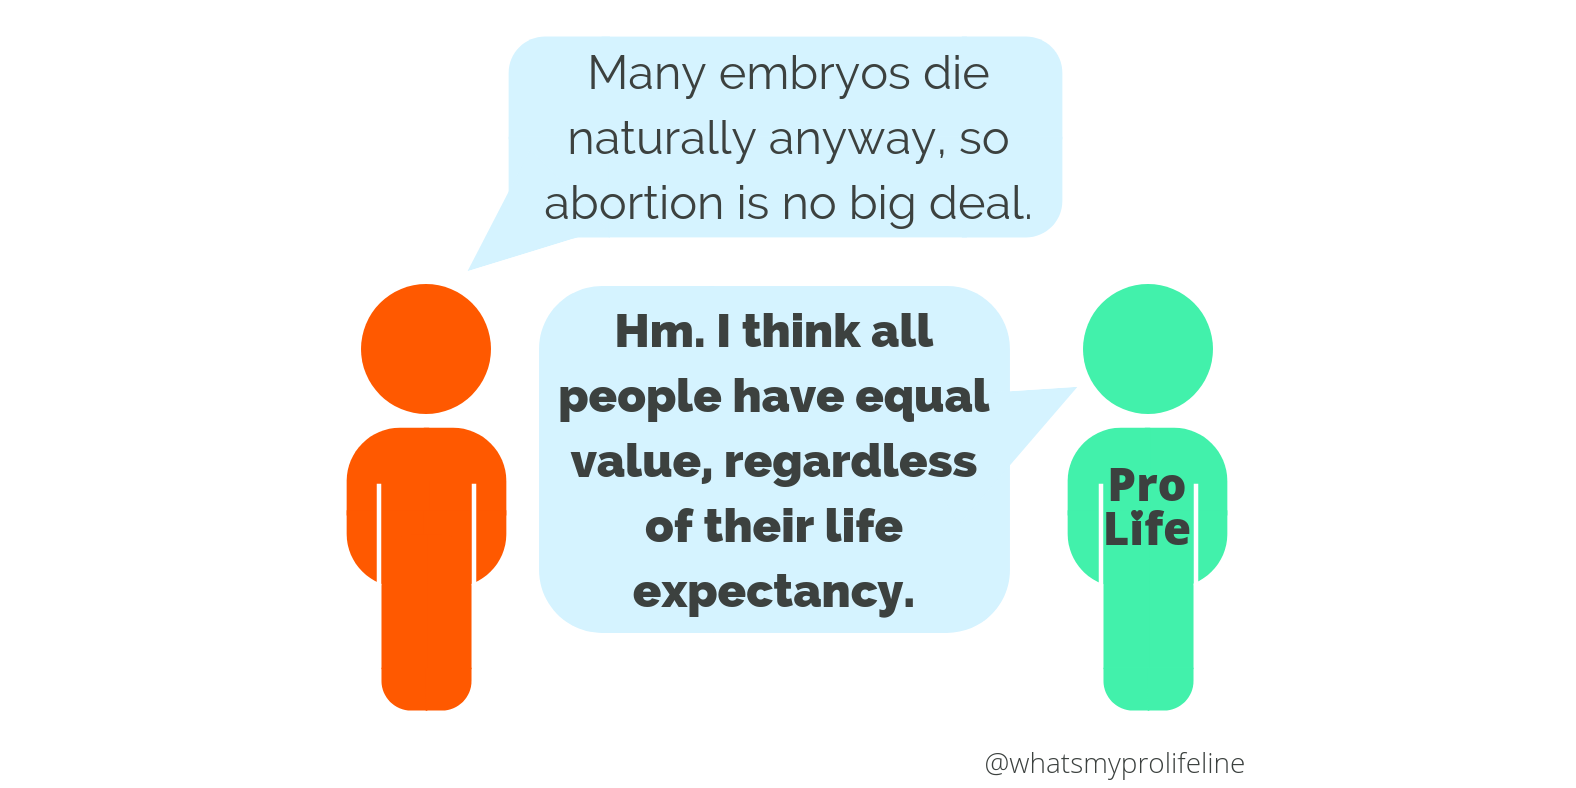 Many embryos die
naturally anyway, so
abortion is no big deal.
Hm. I think all
people have equal
value, regardless
of their life
expectancy.
Pro
Life
@whatsmyprolifeline